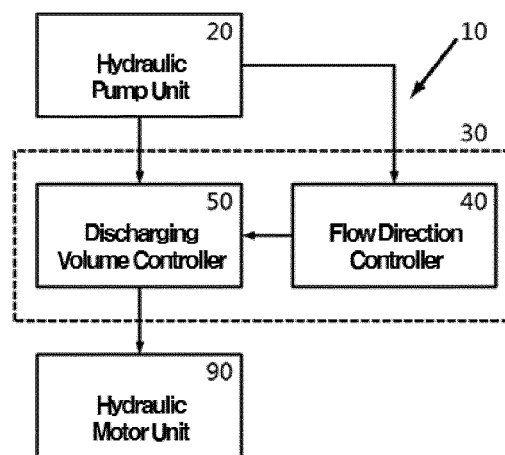 20
Hydraulic
Pump Unit
10
30
50
Discharging
Volume Controller
40
Flow Direction
Controller
90
Hydraulic
Motor Unit